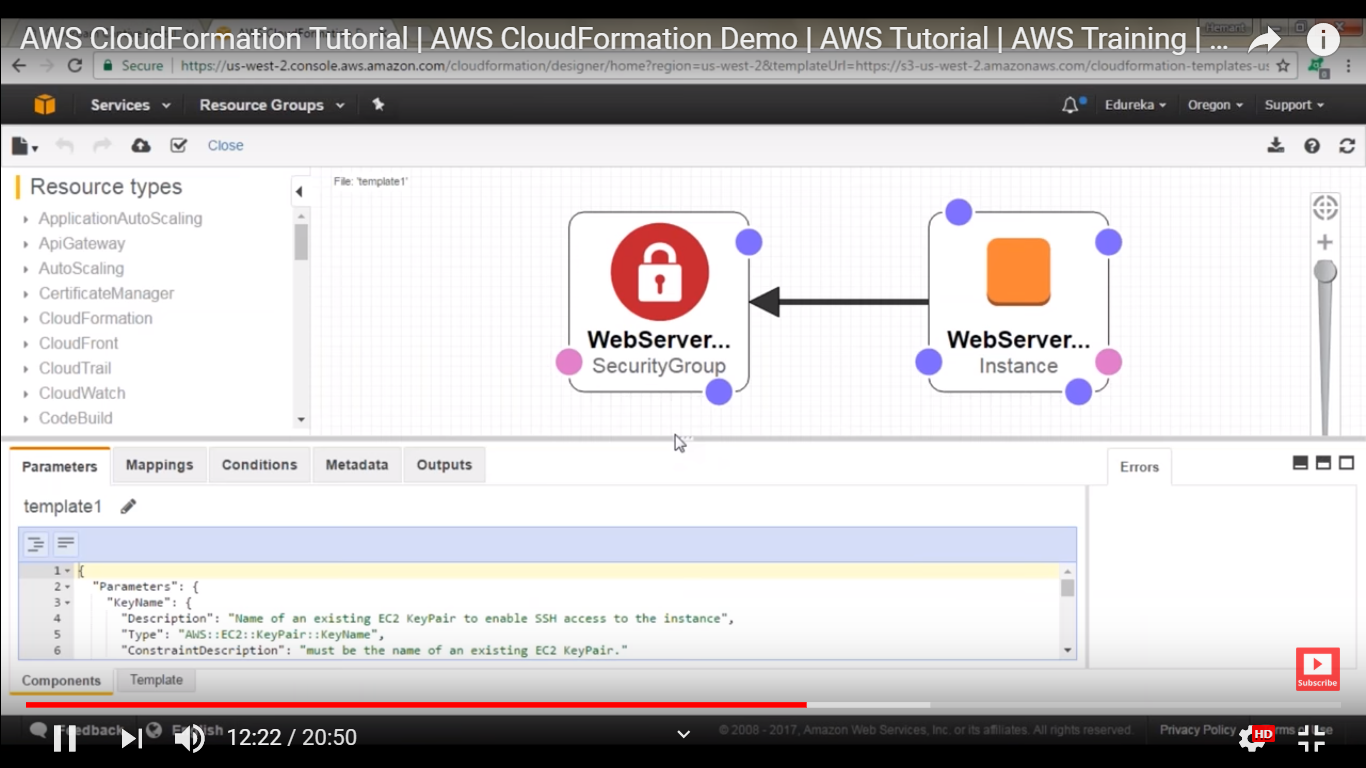 AWS CloudFormation Tutorial | AWS CloudFormation Demo | AWS Tutorial | AWS Training | ...
Secure https://us-west-2.console.aws.amazon.com/cloudformation/designer/home?region=us-west-2&templateUrl=https://s3-us-west-2.amazonaws.com/cloudformation-templates-us
Services Resource Groups Edureka Oregon Support
Close
Resource types
File: 'template1'
ApplicationAutoScaling
ApiGateway
AutoScaling
CertificateManager
CloudFormation
CloudFront
CloudTrail
CloudWatch
CodeBuild
WebServer...
SecurityGroup
WebServer...
Instance
Parameters Mappings Conditions Metadata Outputs Errors
template1
1 {
2 "Parameters": {
3 "KeyName": {
4 "Description": "Name of an existing EC2 KeyPair to enable SSH access to the instance",
5 "Type": "AWS::EC2::KeyPair::KeyName",
6 "ConstraintDescription": "must be the name of an existing EC2 KeyPair."
Subscribe
Components Template
Feedback English © 2008 - 2017, Amazon Web Services, Inc. or its affiliates. All rights reserved. Privacy Policy Terms of Use
12:22 / 20:50 HD